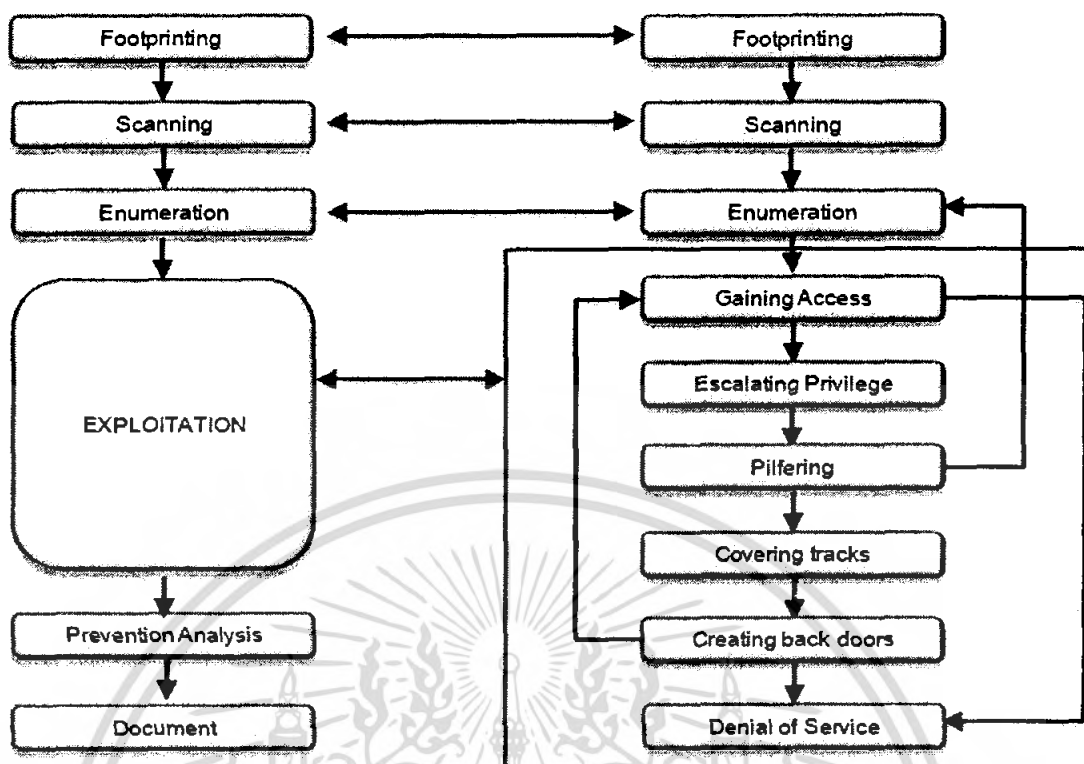 Footprinting
Footprinting
Scanning
Scanning
Enumeration
Enumeration
Gaining Access
Escalating Privilege
EXPLOITATION
Pilfering
Covering tracks
Prevention Analysis
Creating back doors
Document
Denial of Service